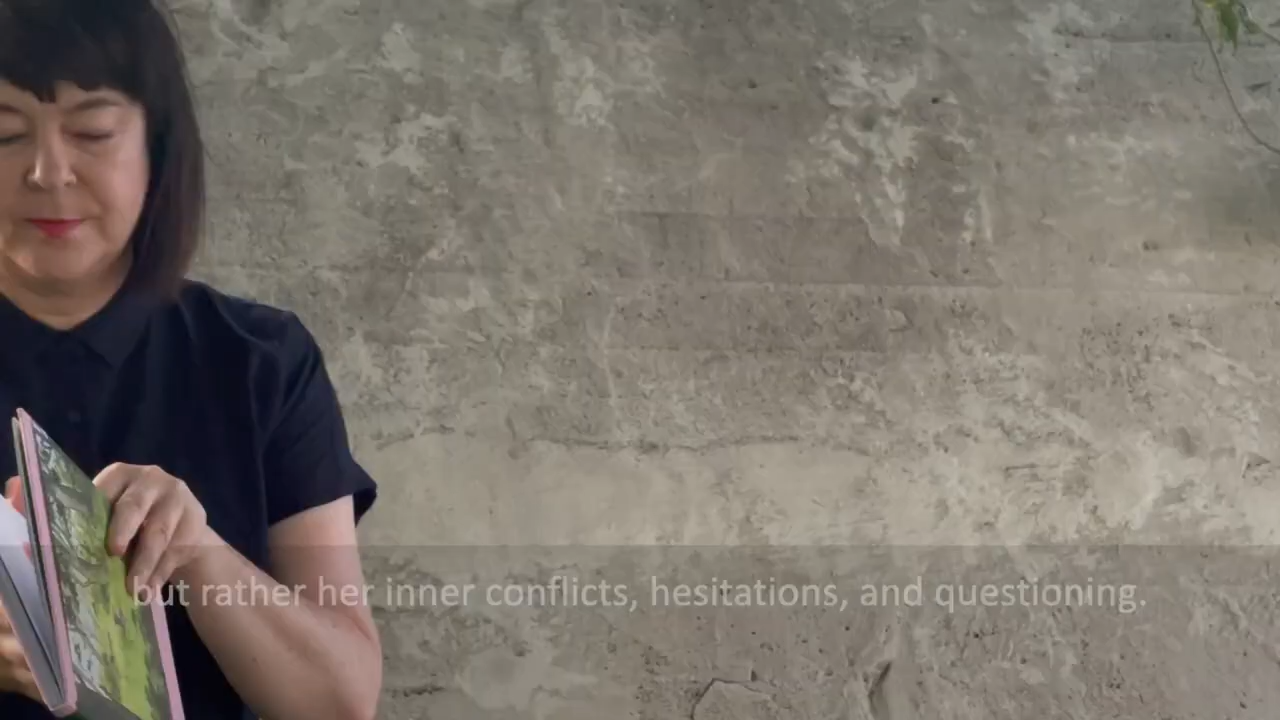 but rather her inner conflicts, hesitations, and questioning.